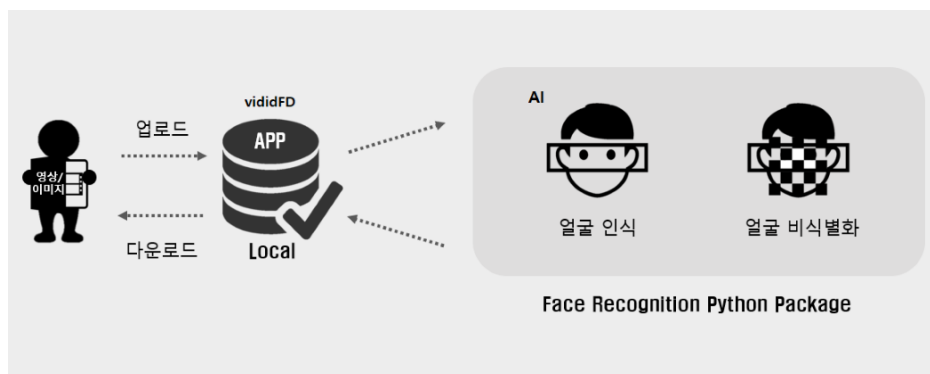 vididFD
AI
업로드
APP
영상/
이미지
다운로드
Local
얼굴 인식
얼굴 비식별화
Face Recognition Python Package